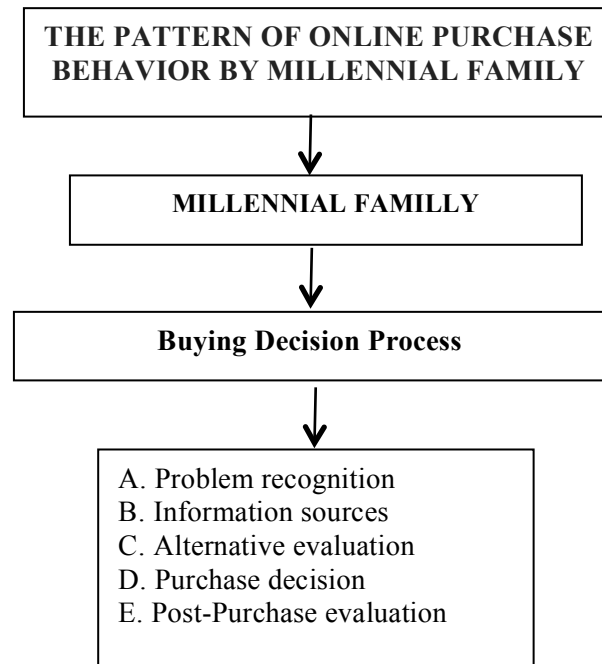 THE PATTERN OF ONLINE PURCHASE
BEHAVIOR BY MILLENNIAL FAMILY
MILLENNIAL FAMILLY
Buying Decision Process
A. Problem recognition
B. Information sources
C. Alternative evaluation
D. Purchase decision
E. Post-Purchase evaluation